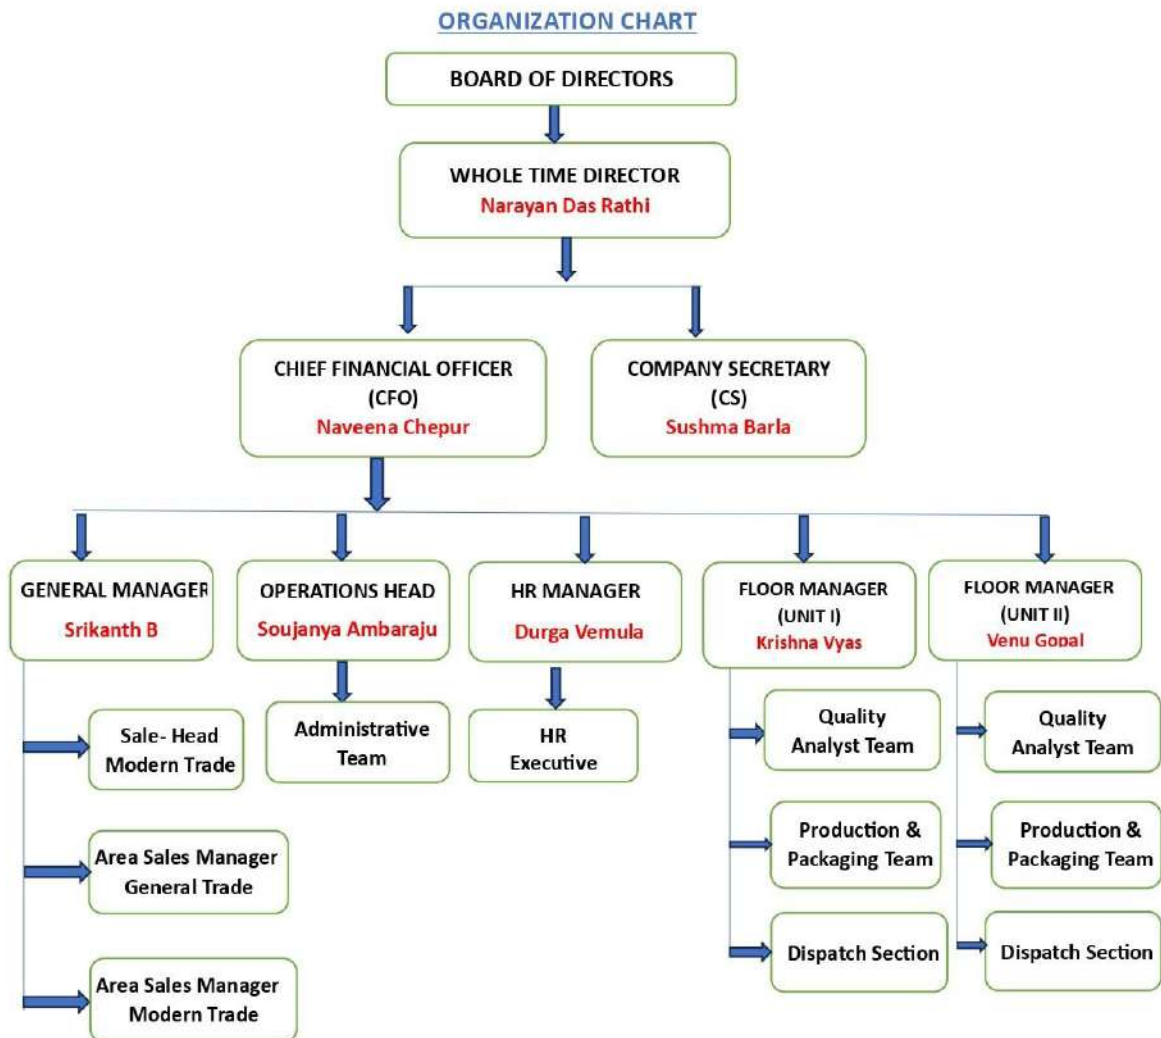 ORGANIZATION CHART
BOARD OF DIRECTORS
WHOLE TIME DIRECTOR
Narayan Das Rathi
CHIEF FINANCIAL OFFICER
(CFO)
Naveena Chepur
COMPANY SECRETARY
(CS)
Sushma Barla
GENERAL MANAGER
Srikanth B
OPERATIONS HEAD
Soujanya Ambaraju
HR MANAGER
Durga Vemula
FLOOR MANAGER
(UNIT I)
Krishna Vyas
FLOOR MANAGER
(UNIT II)
Venu Gopal
Sale- Head
Modern Trade
Area Sales Manager
General Trade
Area Sales Manager
Modern Trade
Administrative
Team
HR
Executive
Quality
Analyst Team
Production &
Packaging Team
Dispatch Section
Quality
Analyst Team
Production &
Packaging Team
Dispatch Section